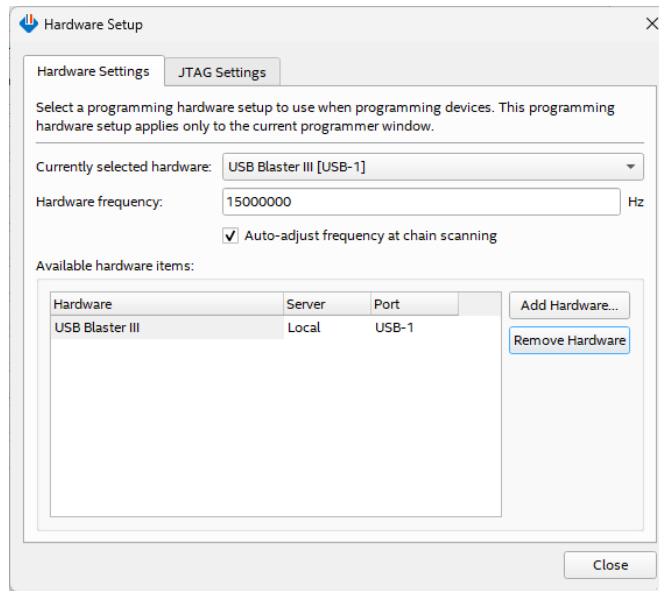 Hardware Setup
Hardware Settings
JTAG Settings
Select a programming hardware setup to use when programming devices. This programming
hardware setup applies only to the current programmer window.
Currently selected hardware:
USB Blaster III [USB-1]
Hardware frequency:
15000000
Hz
Auto-adjust frequency at chain scanning
Available hardware items:
Hardware
Server
Port
USB Blaster III
Local
USB-1
Add Hardware...
Remove Hardware
Close